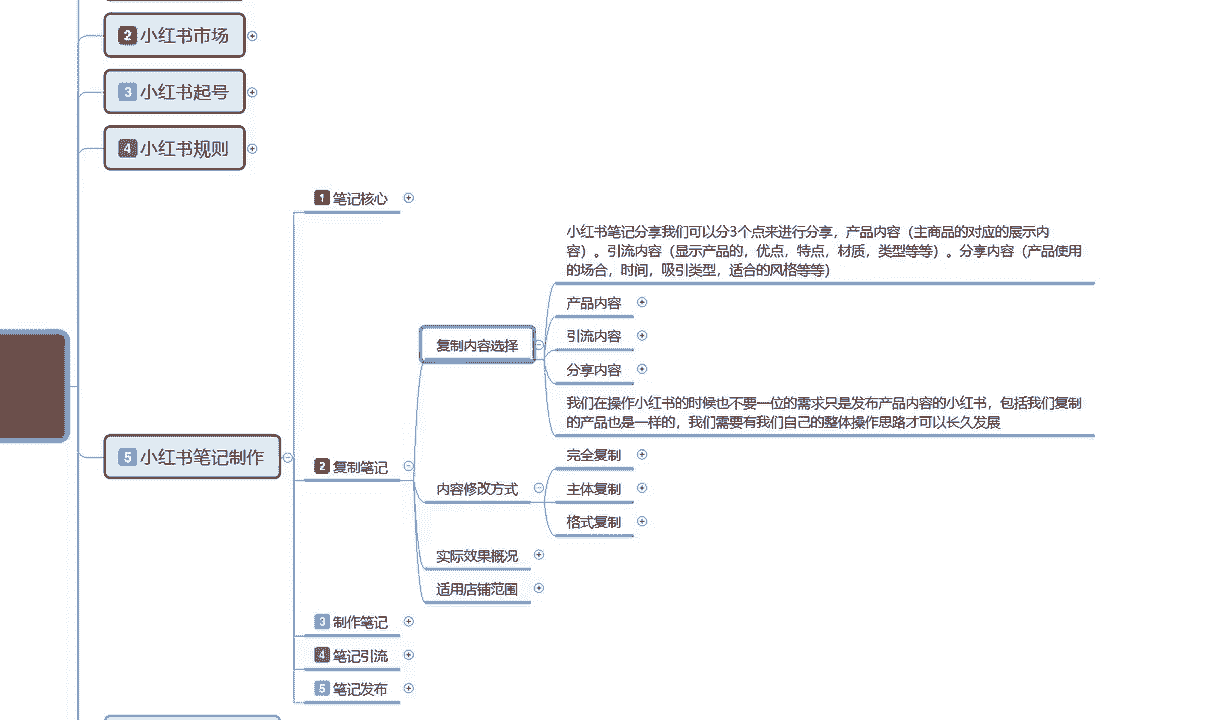 2 小红书市场
3 小红书起号
4 小红书规则
5 小红书笔记制作
1 笔记核心
2 复制笔记
复制内容选择
小红书笔记分享我们可以分3个点来进行分享，产品内容（主商品的对应的展示内
容）。引流内容（显示产品的，优点，特点，材质，类型等等）。分享内容（产品使用
的场合，时间，吸引类型，适合的风格等等）
产品内容
引流内容
分享内容
我们在操作小红书的时候也不要一位的需求只是发布产品内容的小红书，包括我们复制
的产品也是一样的，我们需要有我们自己的整体操作思路才可以长久发展
内容修改方式
完全复制
主体复制
格式复制
实际效果概况
适用店铺范围
3 制作笔记
4 笔记引流
5 笔记发布